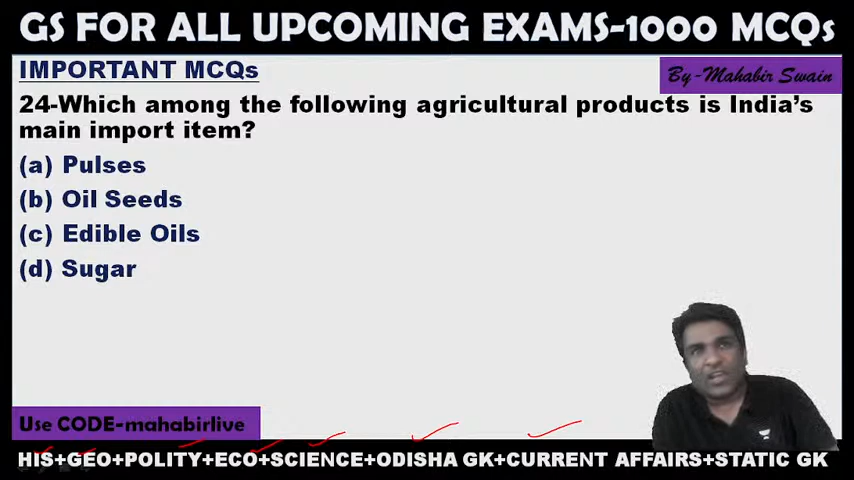 GS FOR ALL UPCOMING EXAMS-1000 MCQs
IMPORTANT MCQs
By-Mahabir Swain
24-Which among the following agricultural products is India's
main import item?
(a) Pulses
(b) Oil Seeds
(c) Edible Oils
(d) Sugar
Use CODE-mahabirlive
HIS+GEO+POLITY+ECO+SCIENCE+ODISHA GK+CURRENT AFFAIRS+STATIC GK